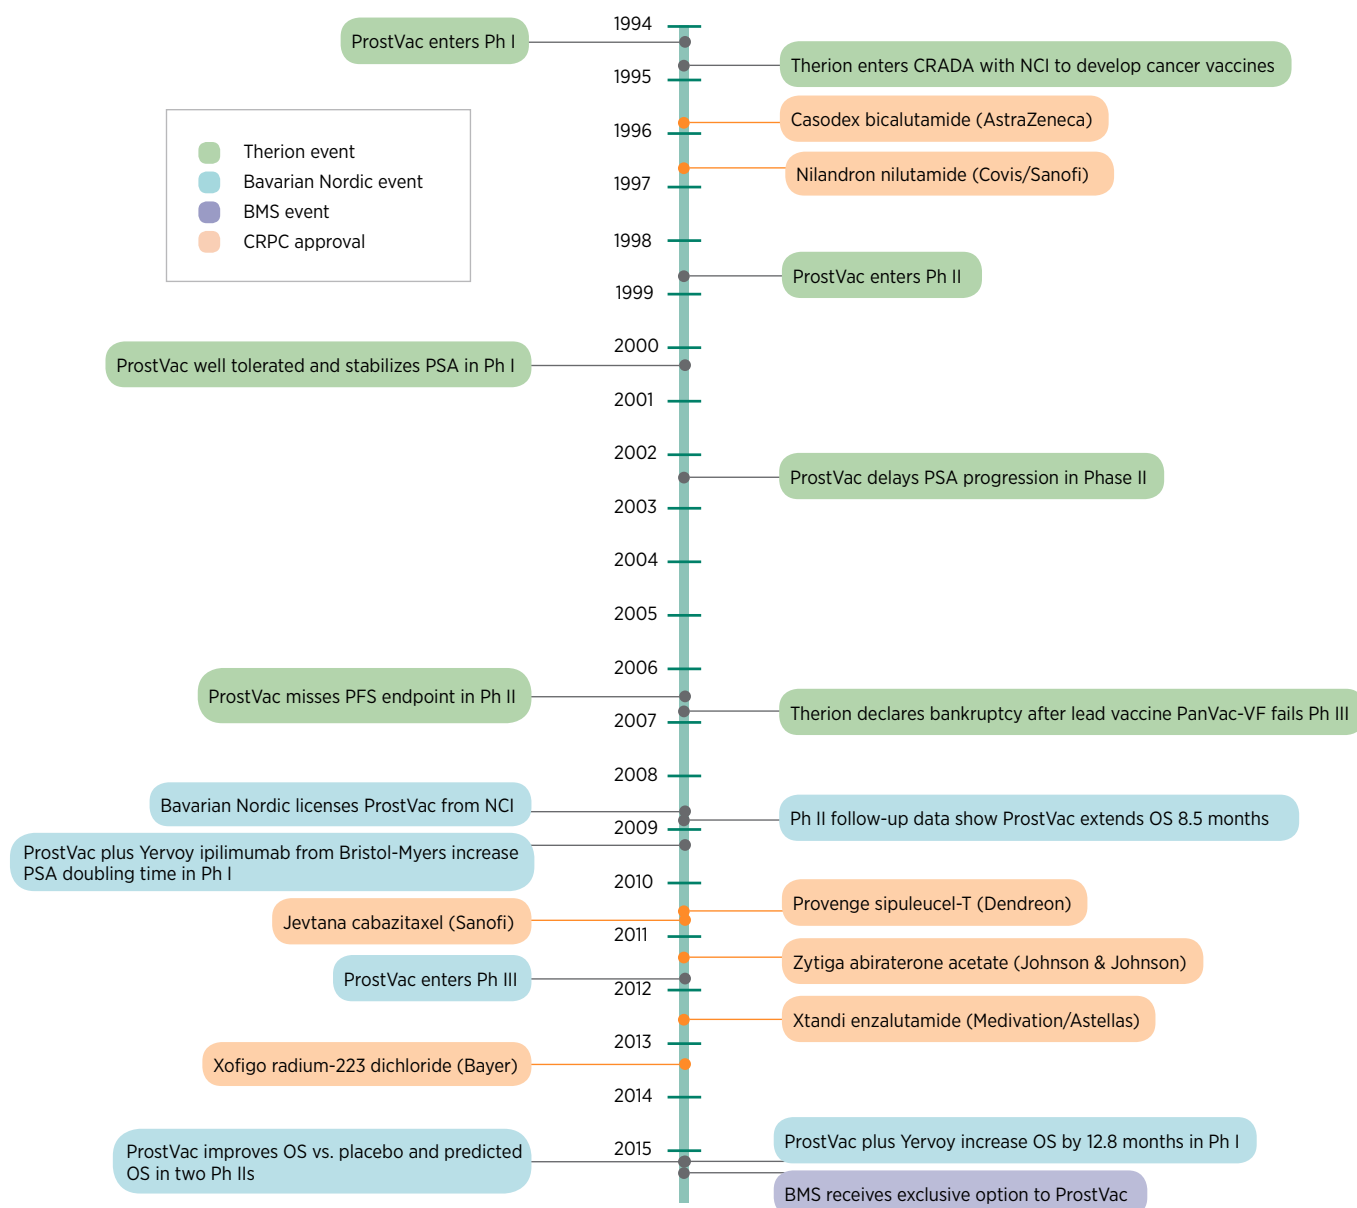 1994
ProstVac enters Ph I
Therion enters CRADA with NCI to develop cancer vaccines
1995
Casodex bicalutamide (AstraZeneca)
1996
Therion event
Bavarian Nordic event
BMS event
CRPC approval
Nilandron nilutamide (Covis/Sanofi)
1997
1998
ProstVac enters Ph II
1999
2000
ProstVac well tolerated and stabilizes PSA in Ph I
2001
2002
ProstVac delays PSA progression in Phase II
2003
2004
2005
2006
ProstVac misses PFS endpoint in Ph II
Therion declares bankruptcy after lead vaccine PanVac-VF fails Ph III
2007
2008
Bavarian Nordic licenses ProstVac from NCI
Ph II follow-up data show ProstVac extends OS 8.5 months
2009
ProstVac plus Yervoy ipilimumab from Bristol-Myers increase
PSA doubling time in Ph I
2010
Provenge sipuleucel-T (Dendreon)
Jevtana cabazitaxel (Sanofi)
2011
Zytiga abiraterone acetate (Johnson & Johnson)
ProstVac enters Ph III
2012
Xtandi enzalutamide (Medivation/Astellas)
2013
Xofigo radium-223 dichloride (Bayer)
2014
ProstVac plus Yervoy increase OS by 12.8 months in Ph I
2015
ProstVac improves OS vs. placebo and predicted
OS in two Ph IIs
BMS receives exclusive option to ProstVac